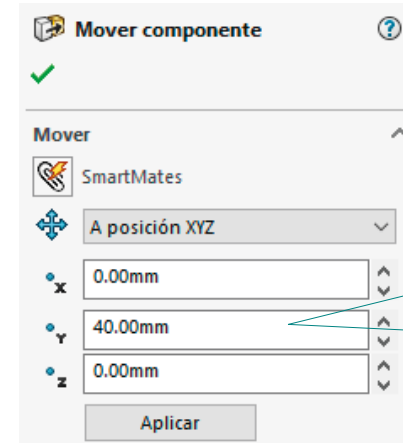 Mover componente
Mover
SmartMates
A posición XYZ
X 0.00mm
Y 40.00mm
Z 0.00mm
Aplicar